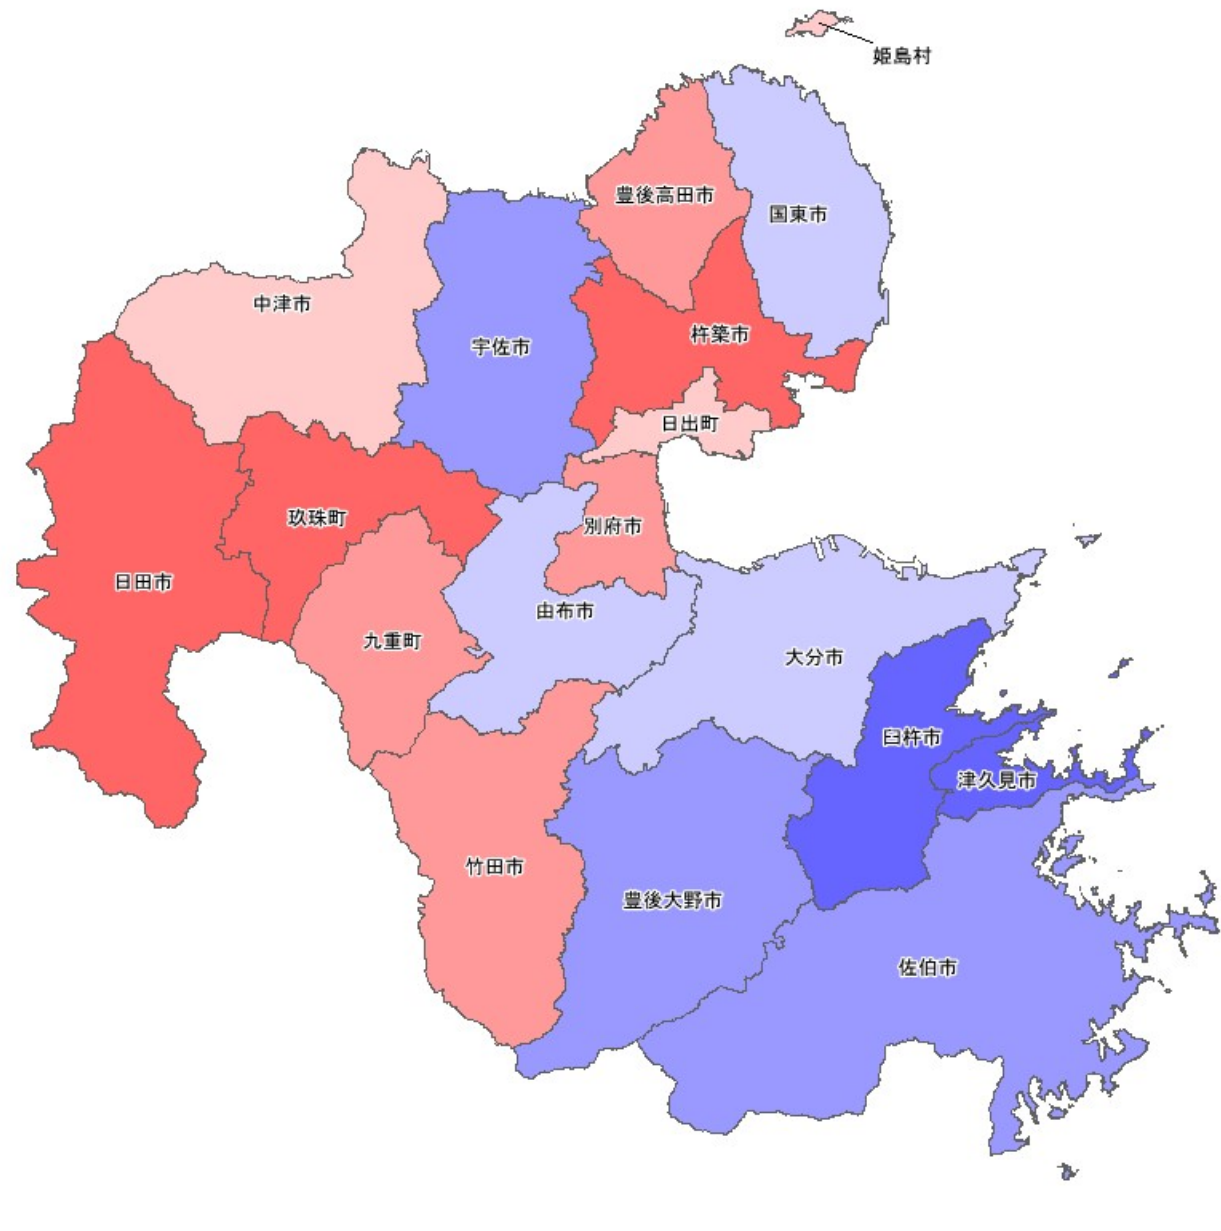 姫島村
豊後高田市
国東市
中津市
宇佐市
杵築市
日出町
玖珠町
別府市
日田市
由布市
九重町
大分市
臼杵市
津久見市
竹田市
豊後大野市
佐伯市